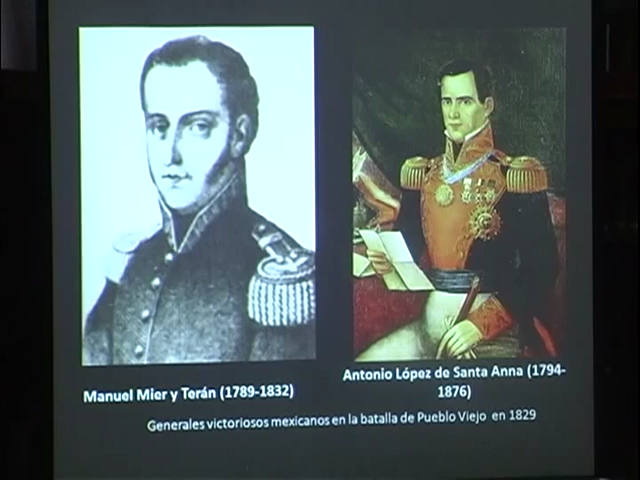 Manuel Mier y Terán (1789-1832)
Antonio López de Santa Anna (1794-
1876)
Generales victoriosos mexicanos en la batalla de Pueblo Viejo en 1829